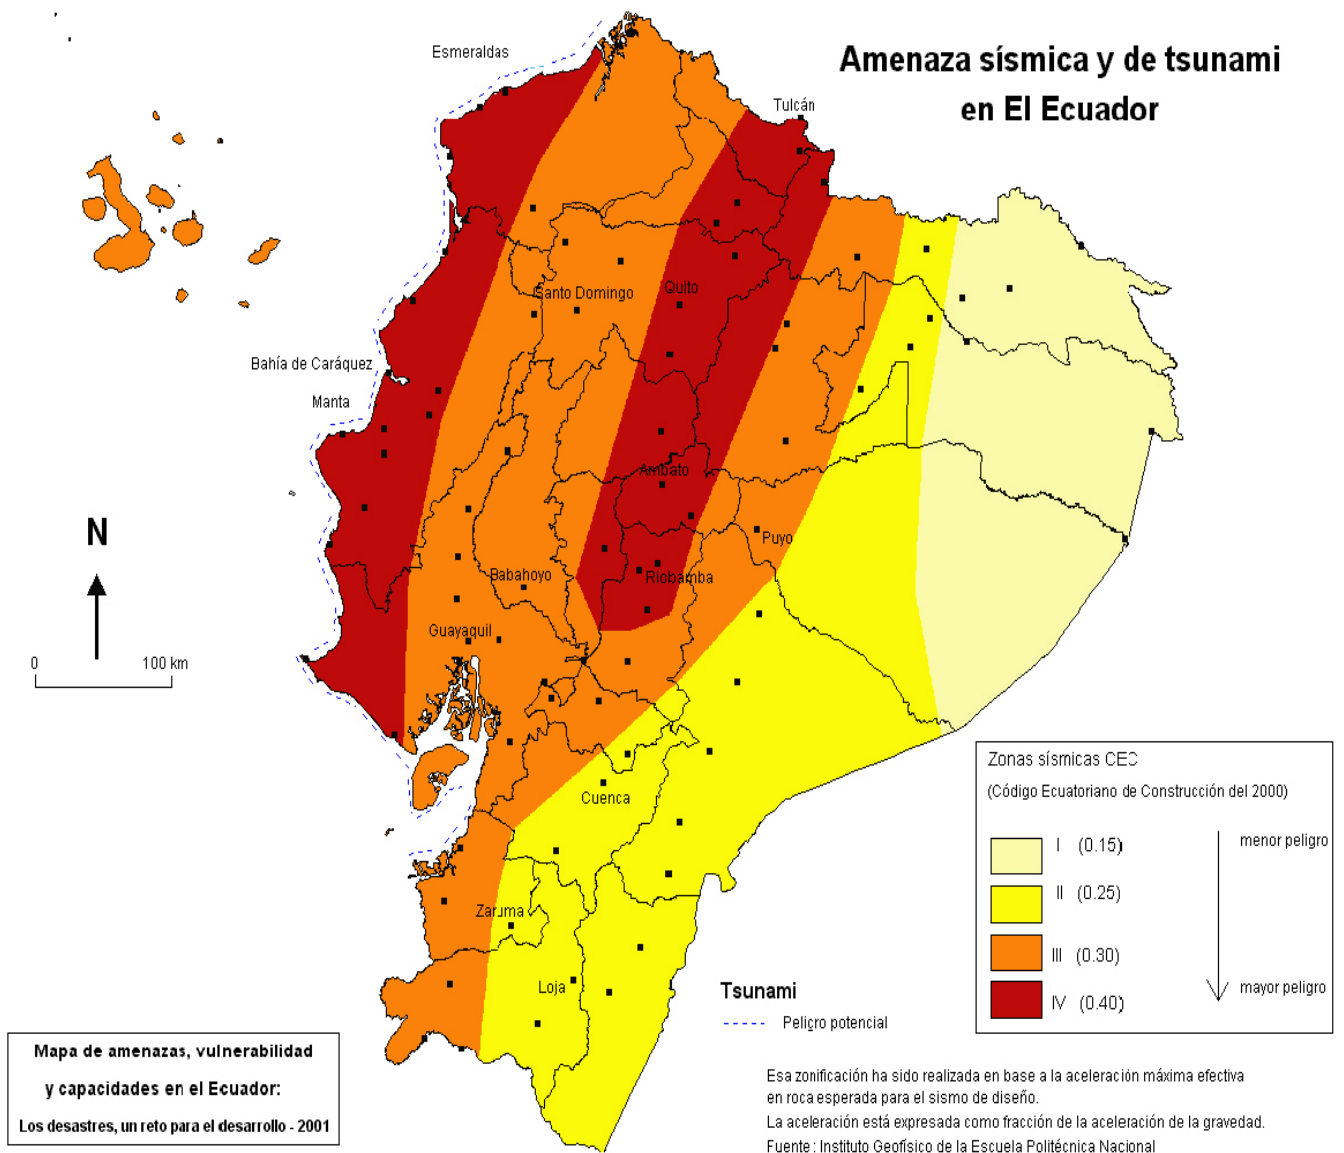 Amenaza sísmica y de tsunami
en El Ecuador
Esmeraldas
Tulcán
Santo Domingo
Quito
Bahía de Caráquez
Manta
Ambato
N
Puyo
Babahoyo
Riobamba
Guayaquil
0 100 km
Cuenca
Zaruma
Loja
Zonas sísmicas CEC
(Código Ecuatoriano de Construcción del 2000)
I (0.15)
menor peligro
II (0.25)
III (0.30)
IV (0.40)
mayor peligro
Tsunami
Peligro potencial
Mapa de amenazas, vulnerabilidad
y capacidades en el Ecuador:
Los desastres, un reto para el desarrollo - 2001
Esa zonificación ha sido realizada en base a la aceleración máxima efectiva
en roca esperada para el sismo de diseño.
La aceleración está expresada como fracción de la aceleración de la gravedad.
Fuente: Instituto Geofísico de la Escuela Politécnica Nacional